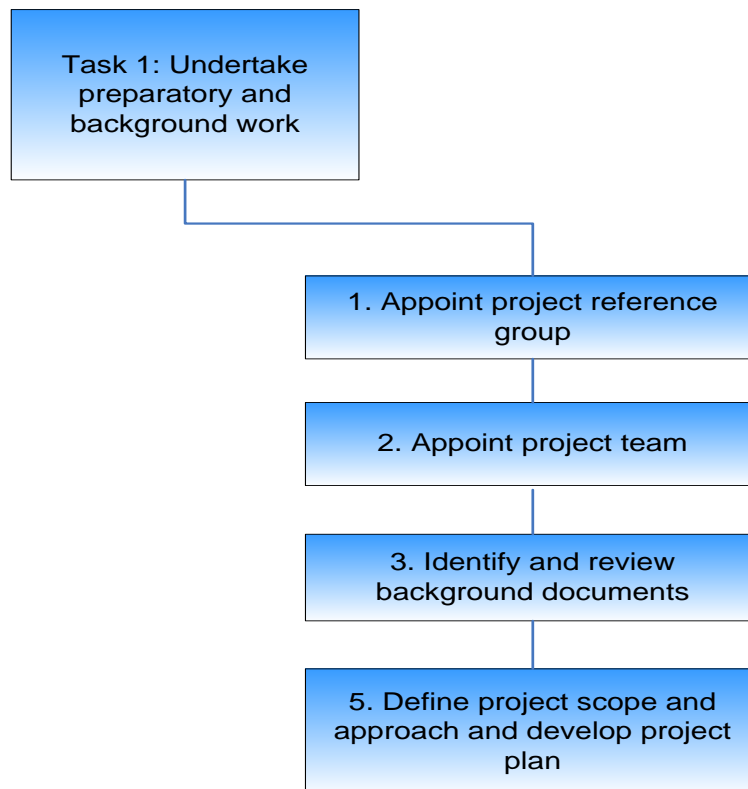 Task 1: Undertake
preparatory and
background work
1. Appoint project reference
group
2. Appoint project team
3. Identify and review
background documents
5. Define project scope and
approach and develop project
plan